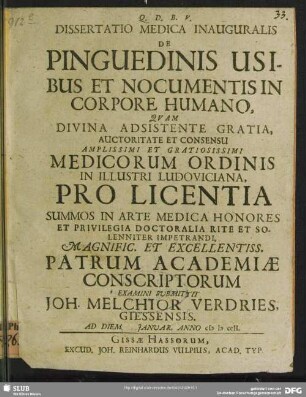 33.
Q. D. B. V.
DISSERTATIO MEDICA INAUGURALIS
DE
PINGUEDINIS USI-
BUS ET NOCUMENTIS IN
CORPORE HUMANO,
QVAM
DIVINA ADSISTENTE GRATIA,
AUCTORITATE ET CONSENSU
AMPLISSIMI ET GRATIOSISSIMI
MEDICORUM ORDINIS
IN ILLUSTRI LUDOVICIANA,
PRO LICENTIA
SUMMOS IN ARTE MEDICA HONORES
ET PRIVILEGIA DOCTORALIA RITE ET SO-
LENNITER IMPETRANDI,
MAGNIFIC. ET EXCELLENTISS.
PATRUM ACADEMIÆ
CONSCRIPTORUM
EXAMINI SUBMITTIT
JOH. MELCHIOR VERDRIES,
GIESSENSIS.
AD DIEM JANUAR. ANNO
GISSÆ HASSORUM,
EXCUD. JOH. REINHARDUS VULPIUS, ACAD. TYP.
SLUB